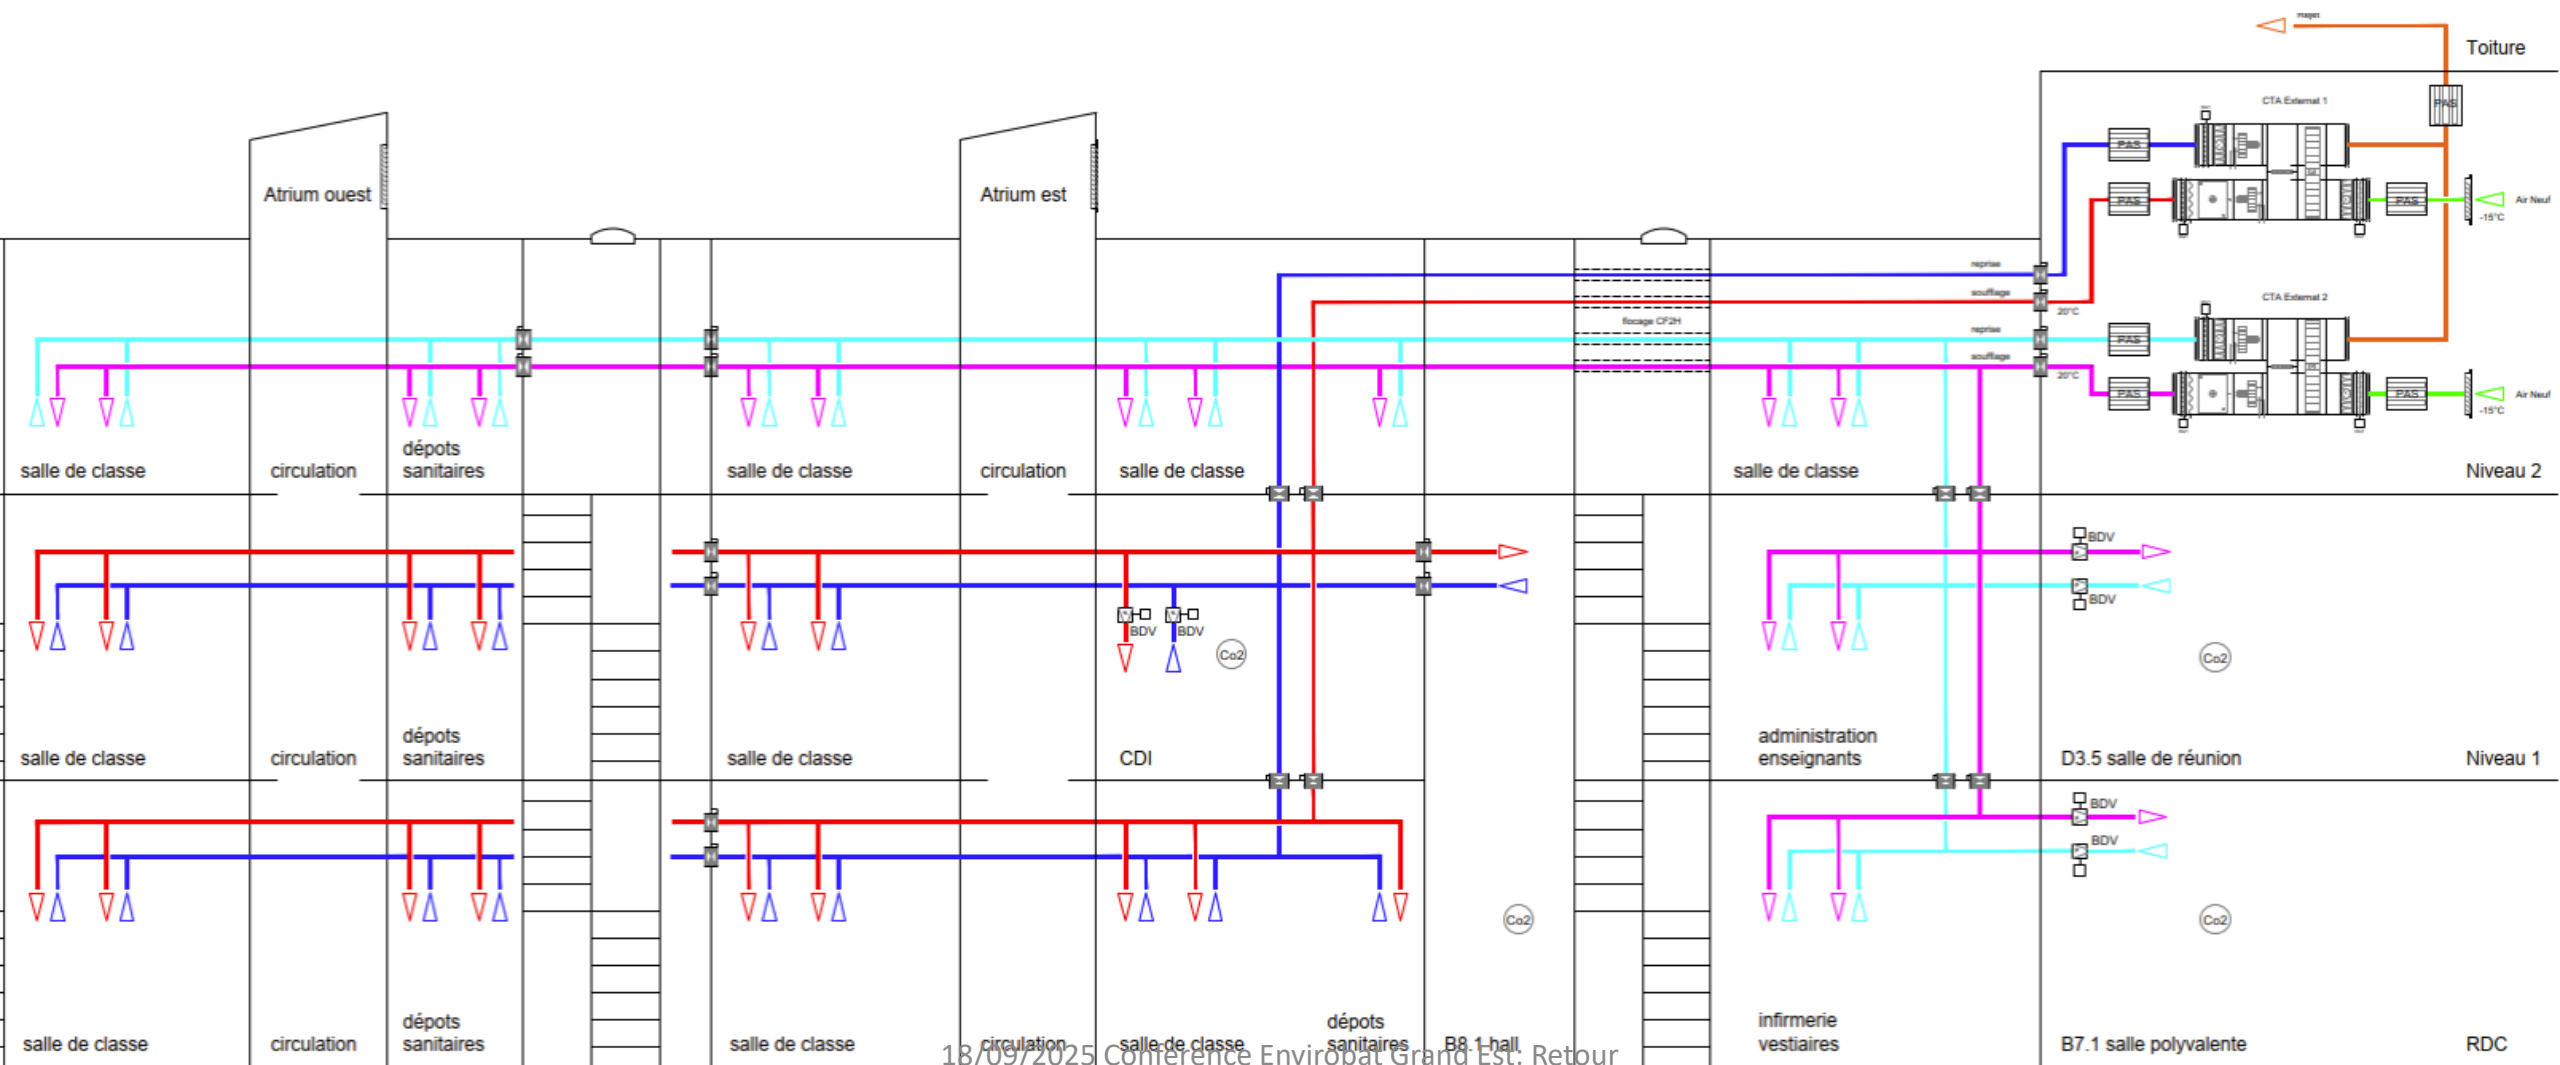 Rejet
Toiture
CTA Externat 1
PAS
PAS
Atrium ouest
Atrium est
PAS
PAS
Air Neuf
-15°C
reprise
soufflage
20°C
CTA Externat 2
flocage CF2H
reprise
PAS
soufflage
20°C
PAS
PAS
Air Neuf
-15°C
dépots
sanitaires
salle de classe
circulation
salle de classe
circulation
salle de classe
salle de classe
Niveau 2
BDV
BDV
BDV
BDV
Co2
Co2
dépots
sanitaires
administration
enseignants
salle de classe
circulation
salle de classe
CDI
D3.5 salle de réunion
Niveau 1
BDV
BDV
Co2
Co2
dépots
sanitaires
dépots
sanitaires
infirmerie
vestiaires
salle de classe
circulation
salle de classe
circulation
salle de classe
B8.1 hall
B7.1 salle polyvalente
RDC
18/09/2025 Conférence Envirobat Grand Est: Retour